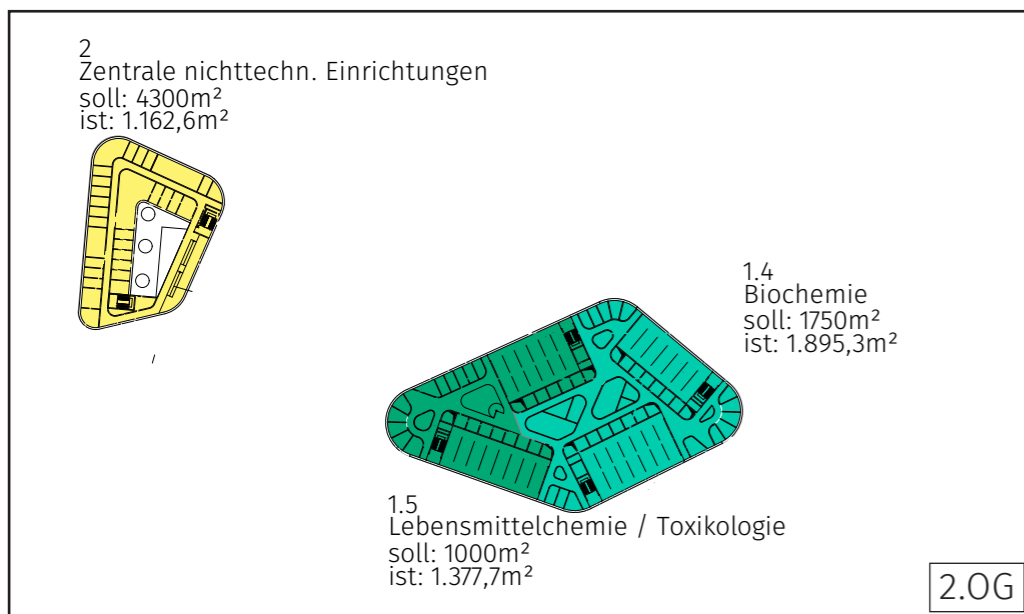 2
Zentrale nichttechn. Einrichtungen
soll: 4300m²
ist: 1.162,6m²
1.4
Biochemie
soll: 1750m²
ist: 1.895,3m²
1.5
Lebensmittelchemie / Toxikologie
soll: 1000m²
ist: 1.377,7m²
2.OG